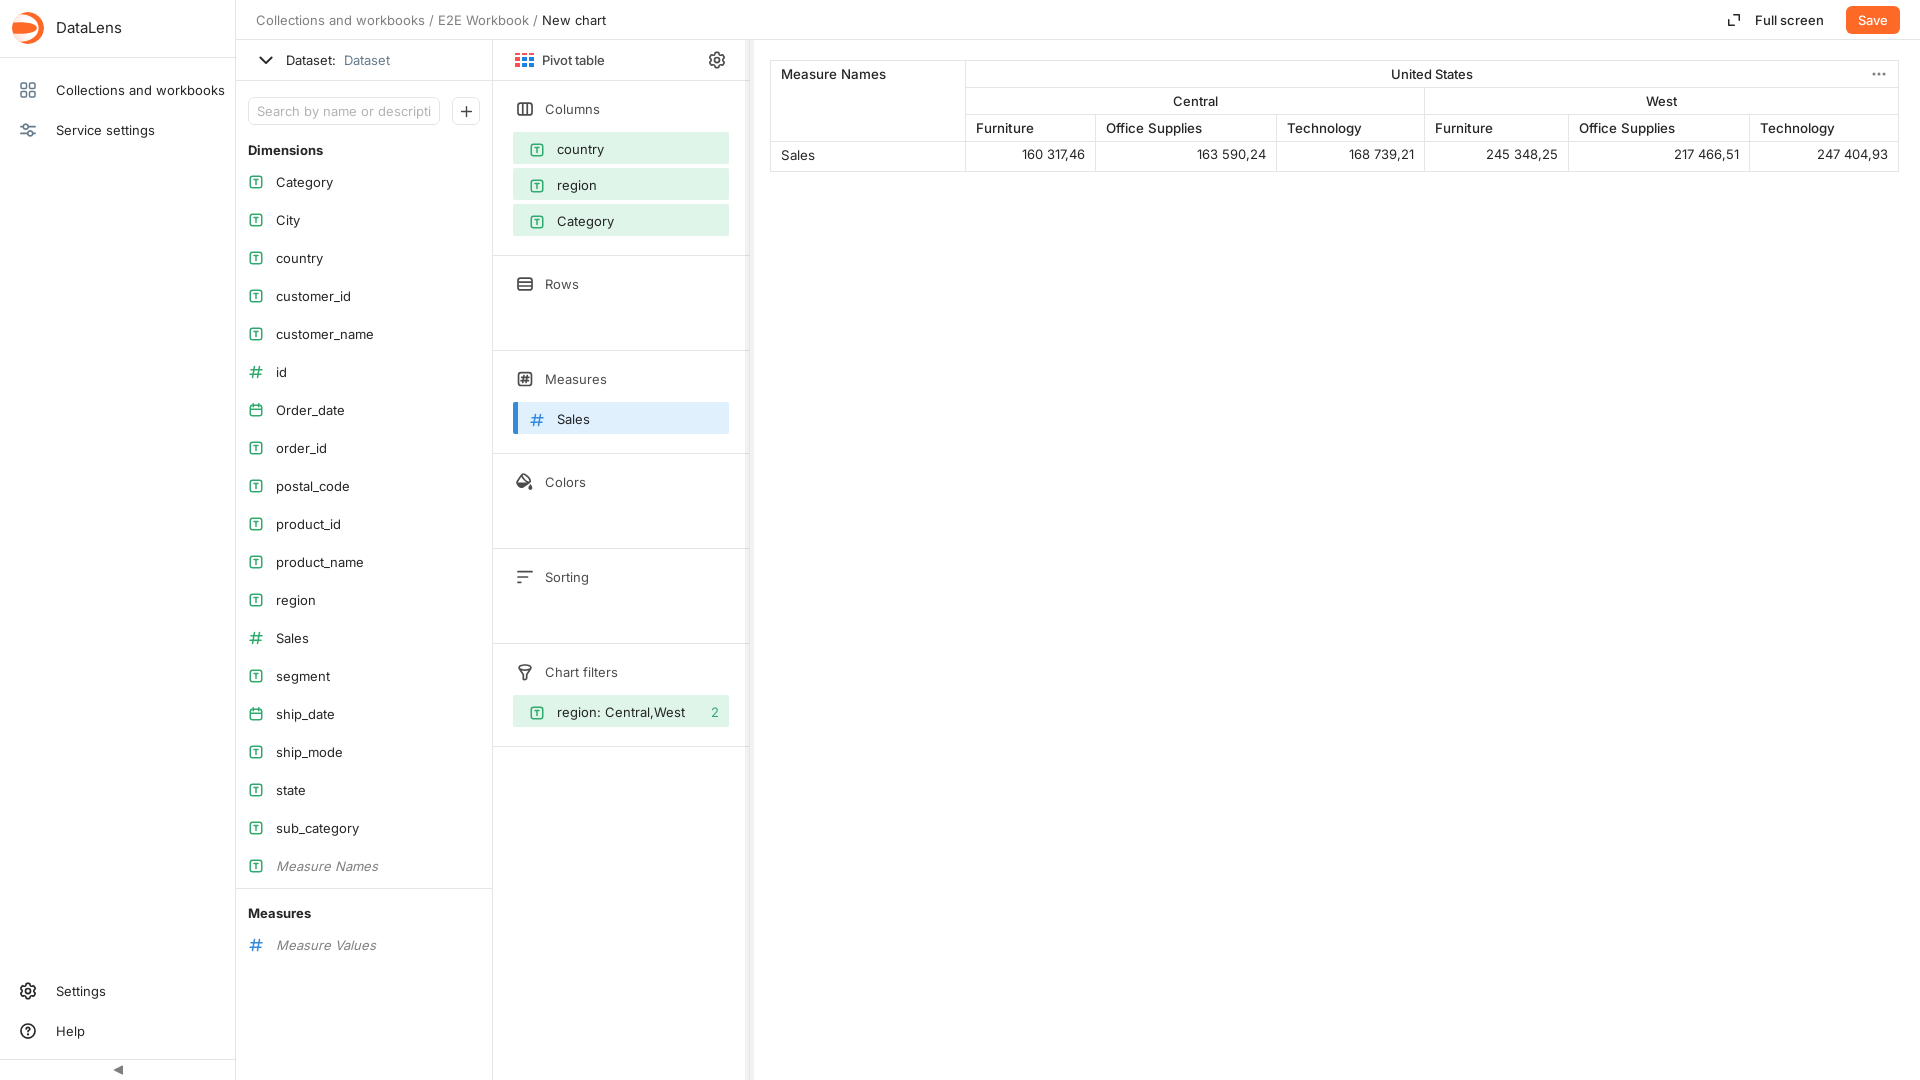 DataLens
Collections and workbooks
Service settings
Settings
Help
Collections and workbooks / E2E Workbook / New chart
Full screen
Save
Dataset: Dataset
Search by name or descripti
Dimensions
Category
City
country
customer_id
customer_name
id
Order_date
order_id
postal_code
product_id
product_name
region
Sales
segment
ship_date
ship_mode
state
sub_category
Measure Names
Measures
Measure Values
Pivot table
Columns
country
region
Category
Rows
Measures
Sales
Colors
Sorting
Chart filters
region: Central,West 2
Measure Names United States
Central West
Furniture Office Supplies Technology Furniture Office Supplies Technology
Sales 160 317,46 163 590,24 168 739,21 245 348,25 217 466,51 247 404,93